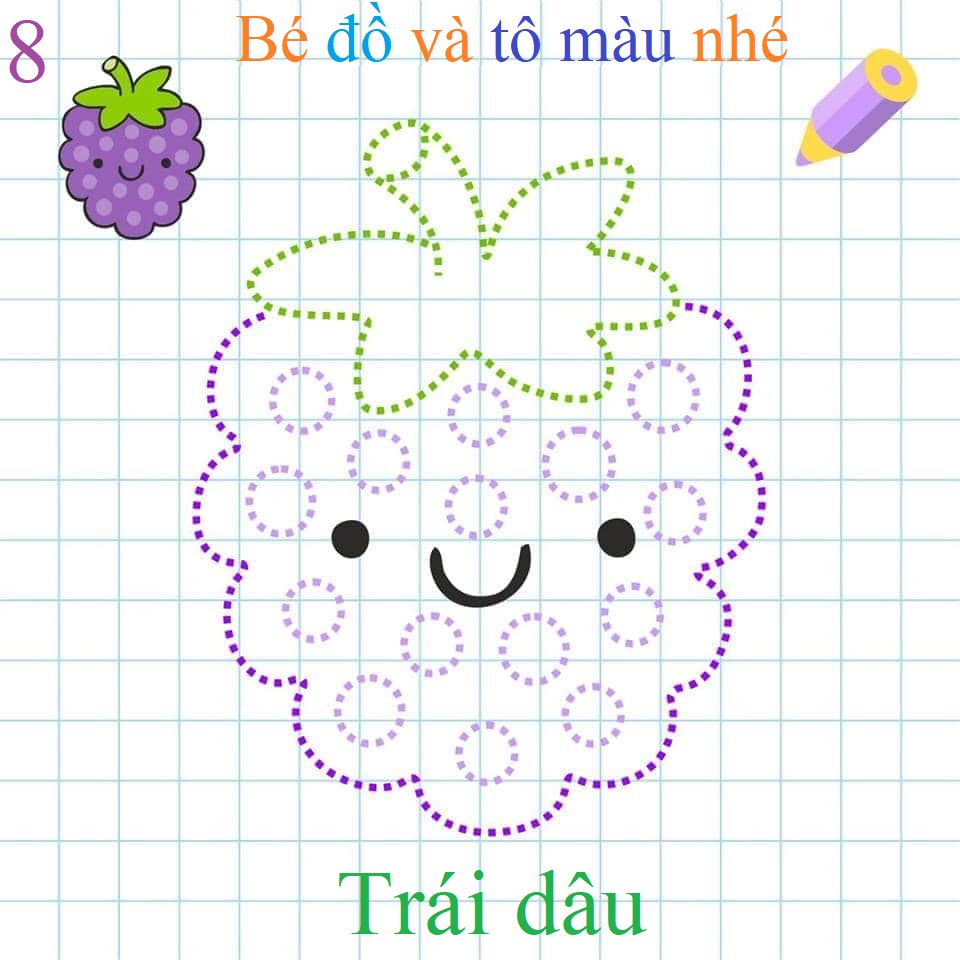 8
Bé đồ và tô màu nhé
Trái dâu